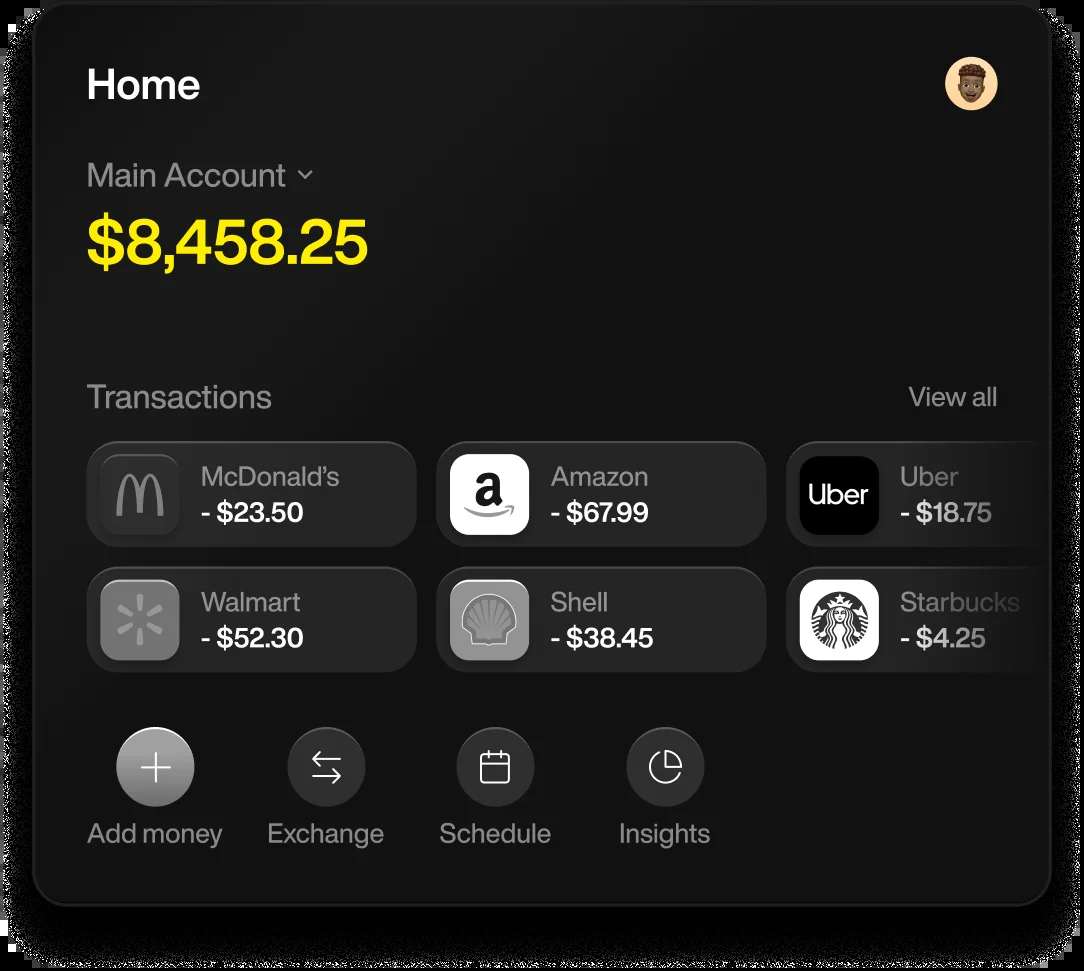 Home
Main Account
$8,458.25
Transactions
View all
McDonald’s
- $23.50
Amazon
- $67.99
Uber
Uber
- $18.75
Walmart
- $52.30
Shell
- $38.45
Starbucks
- $4.25
Add money
Exchange
Schedule
Insights